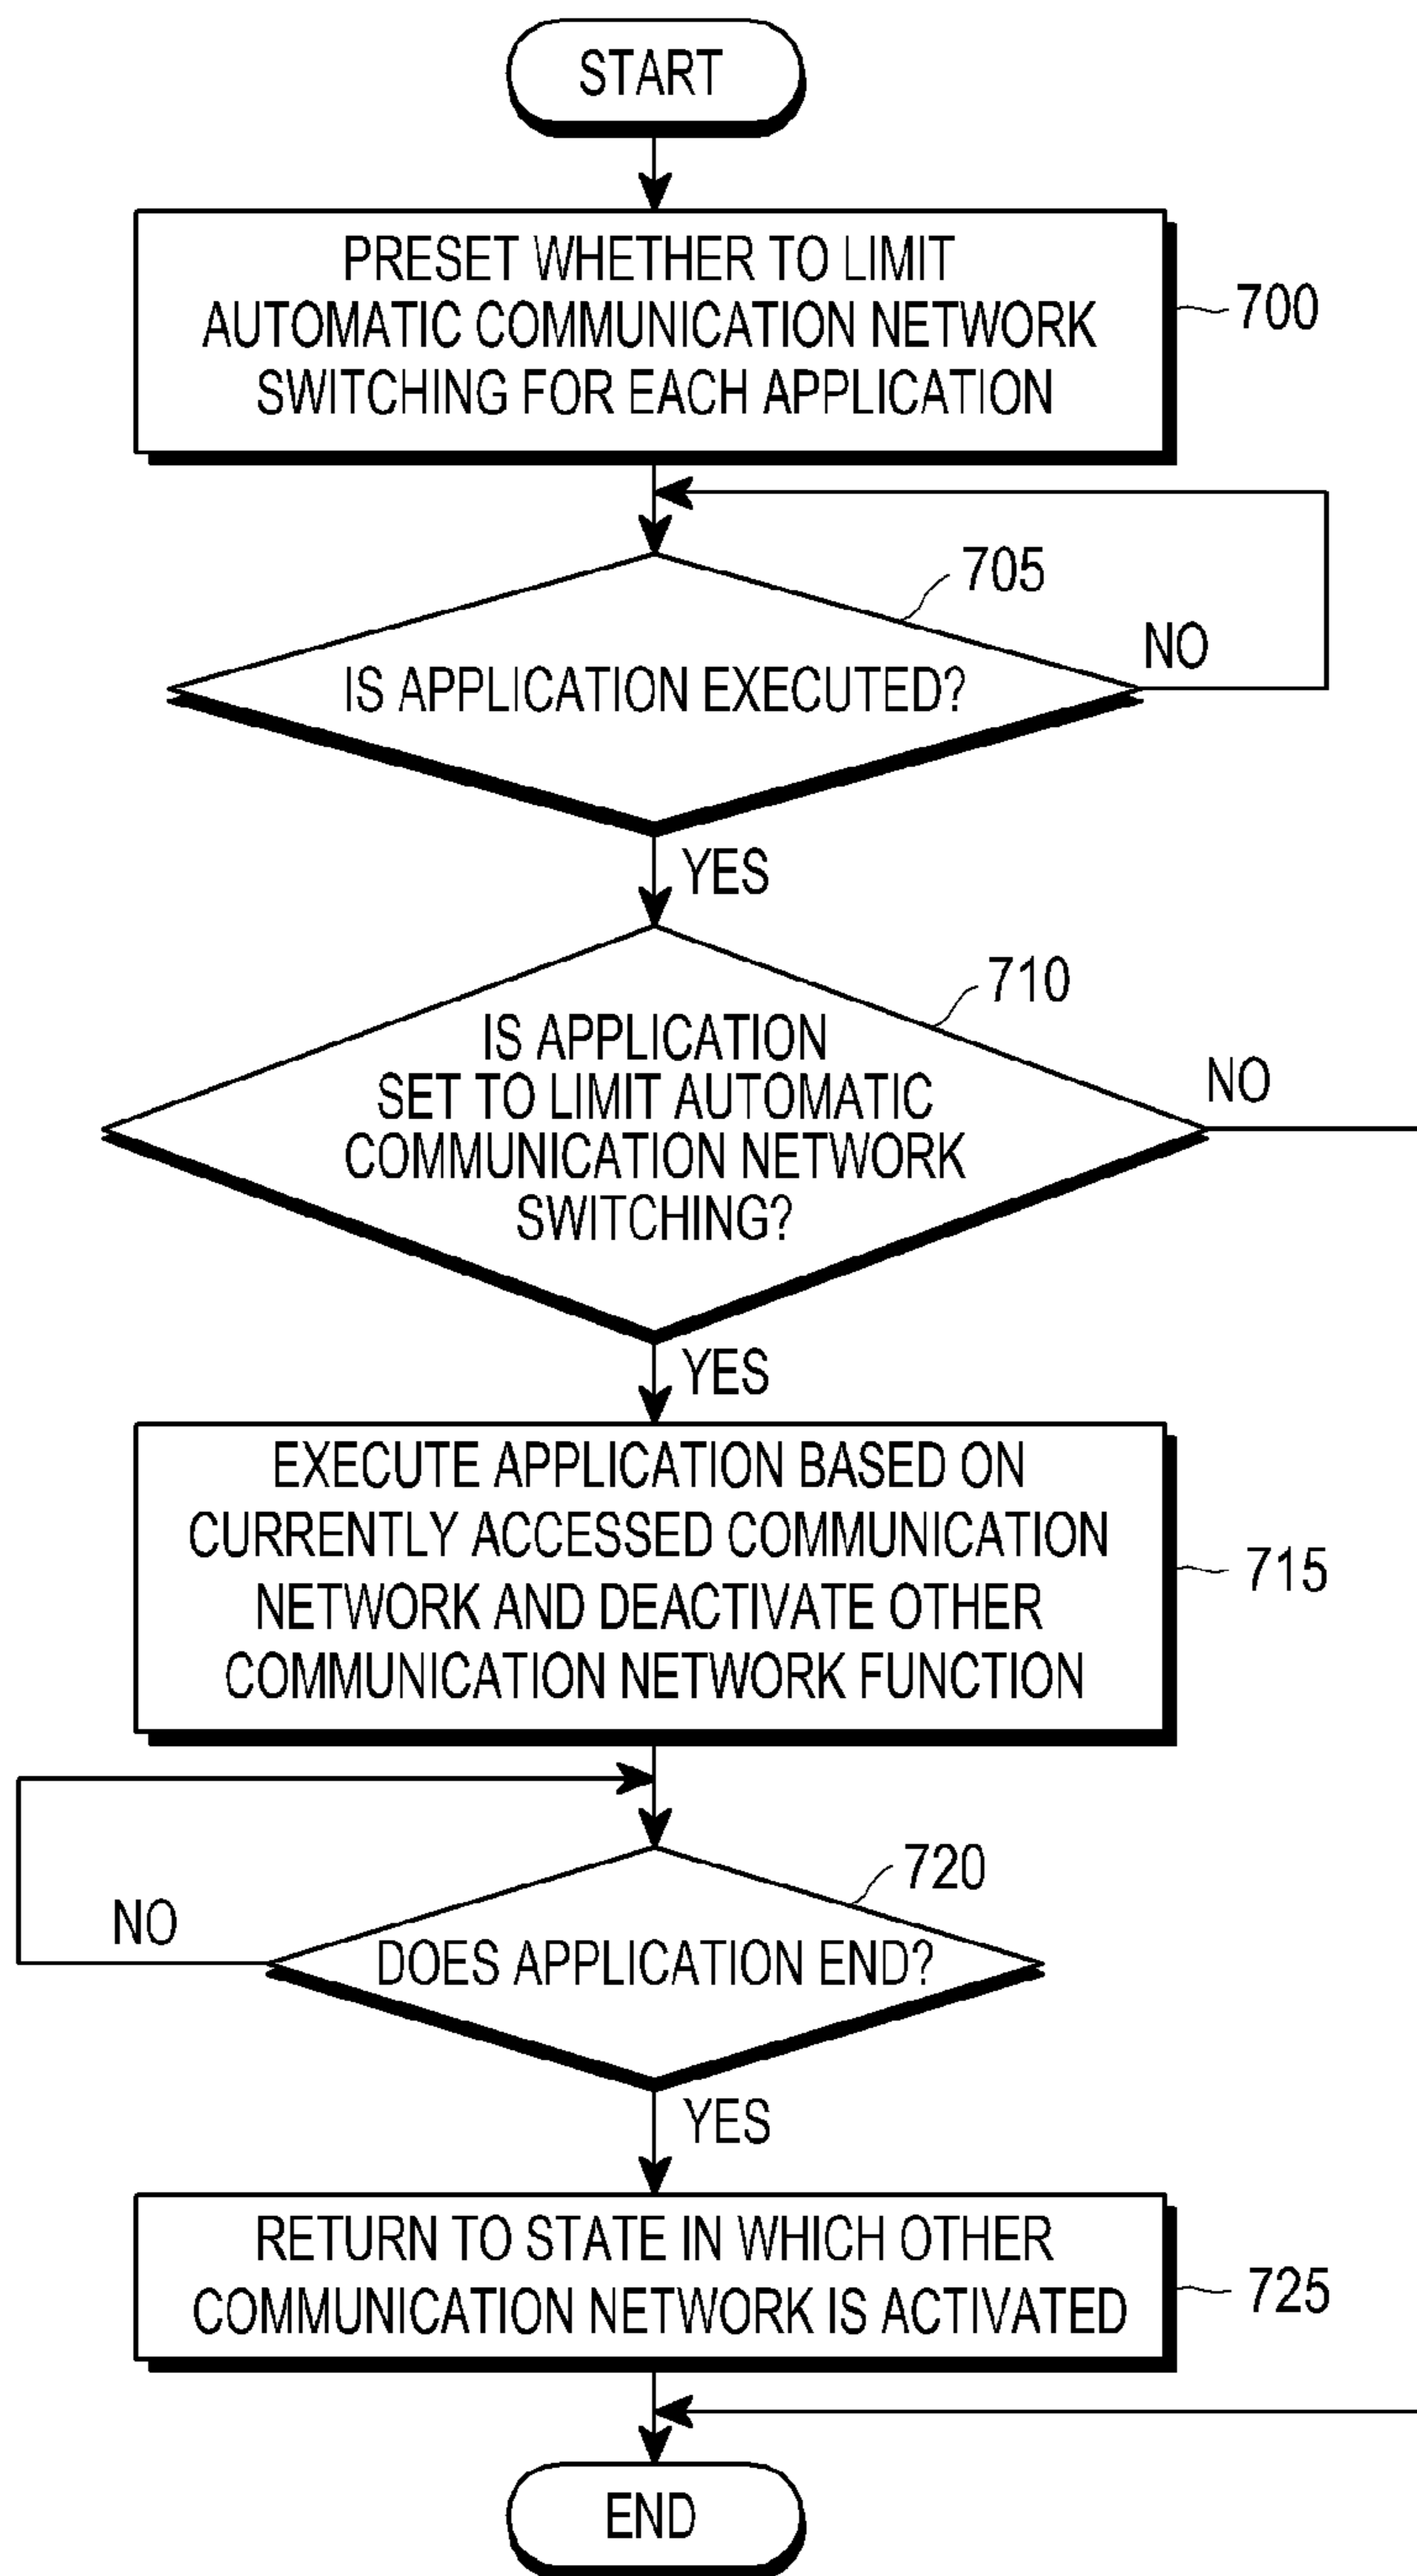 START
PRESET WHETHER TO LIMIT
AUTOMATIC COMMUNICATION NETWORK
SWITCHING FOR EACH APPLICATION
700
705
IS APPLICATION EXECUTED?
NO
YES
710
IS APPLICATION
SET TO LIMIT AUTOMATIC
COMMUNICATION NETWORK
SWITCHING?
NO
YES
EXECUTE APPLICATION BASED ON
CURRENTLY ACCESSED COMMUNICATION
NETWORK AND DEACTIVATE OTHER
COMMUNICATION NETWORK FUNCTION
715
720
NO
DOES APPLICATION END?
YES
RETURN TO STATE IN WHICH OTHER
COMMUNICATION NETWORK IS ACTIVATED
725
END